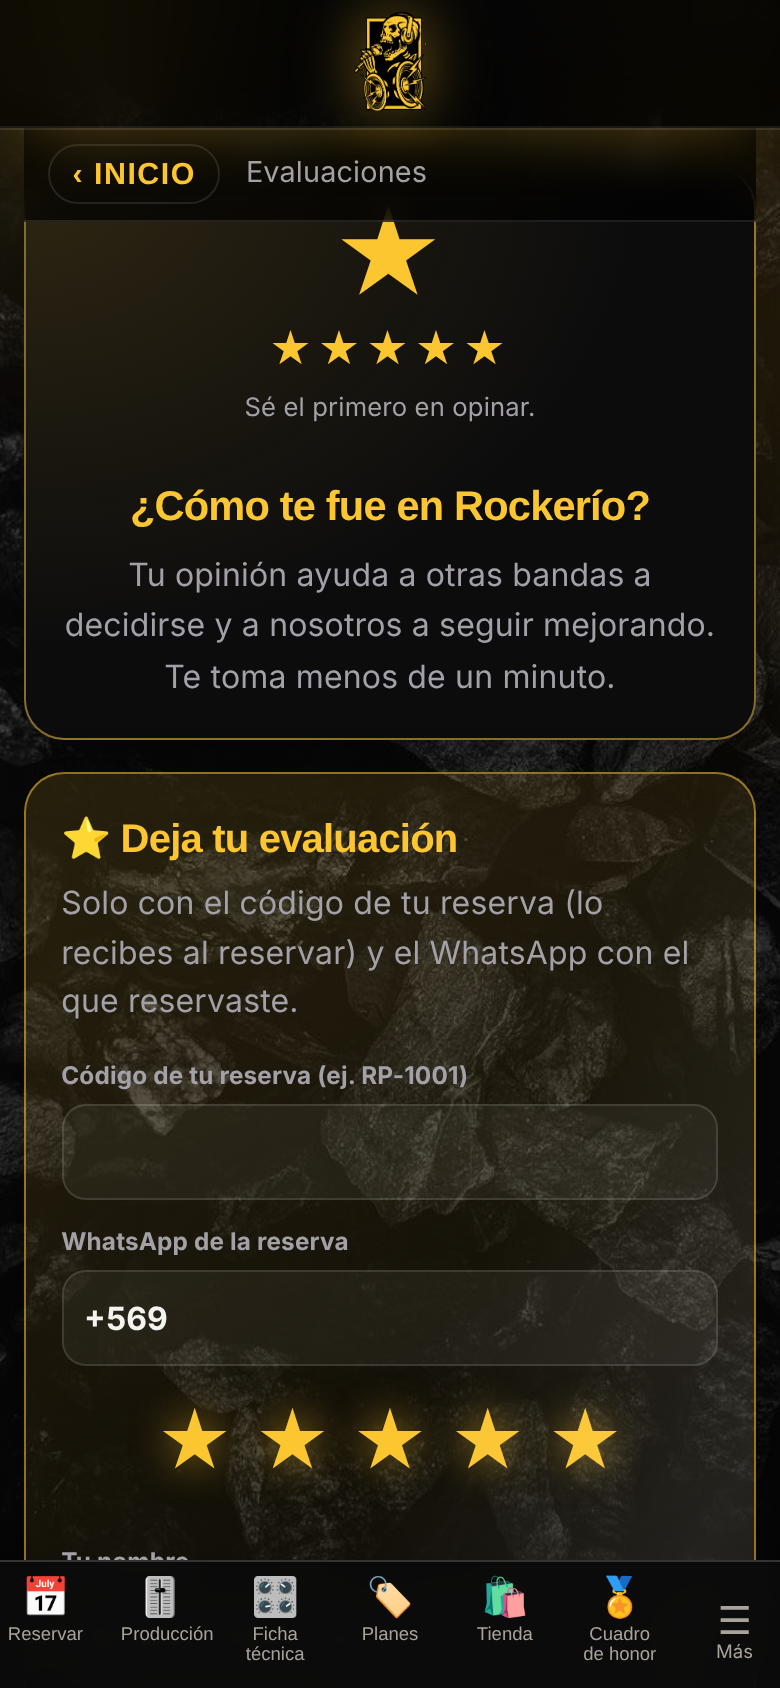 ‹ INICIO
Evaluaciones
★
★ ★ ★ ★ ★
Sé el primero en opinar.
¿Cómo te fue en Rockerío?
Tu opinión ayuda a otras bandas a
decidirse y a nosotros a seguir mejorando.
Te toma menos de un minuto.
⭐ Deja tu evaluación
Solo con el código de tu reserva (lo
recibes al reservar) y el WhatsApp con el
que reservaste.
Código de tu reserva (ej. RP-1001)
WhatsApp de la reserva
+569
★ ★ ★ ★ ★
Tu nombre
July
17
Reservar
Producción
Ficha
técnica
Planes
Tienda
Cuadro
de honor
☰
Más